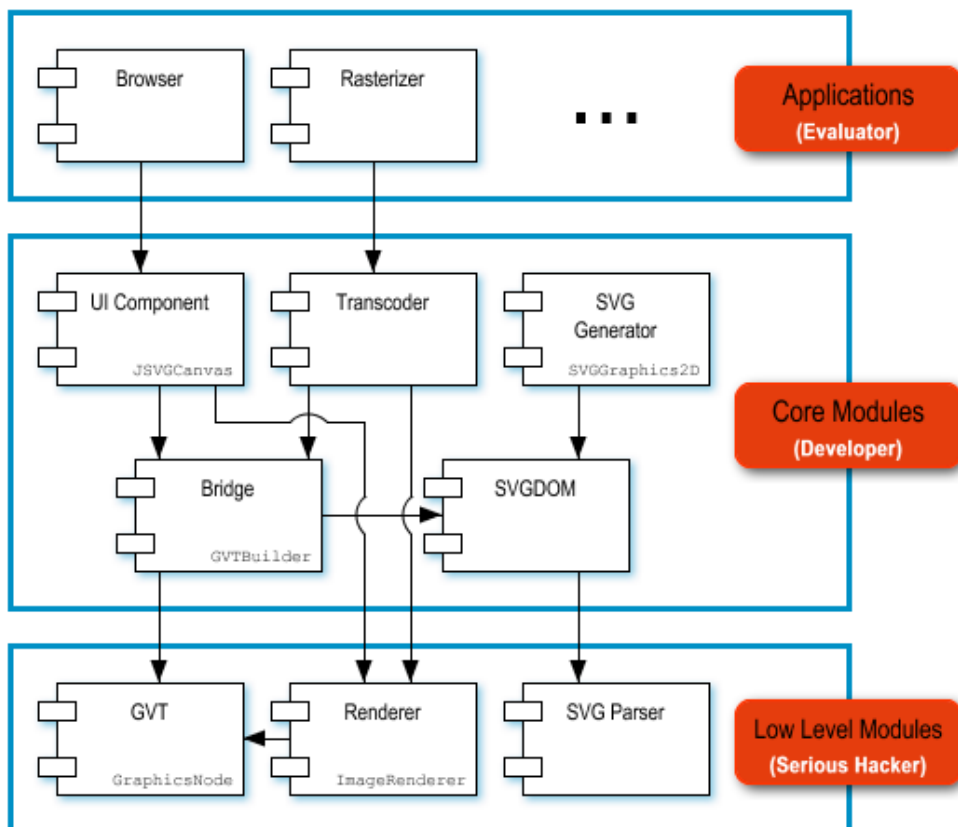 Browser
Rasterizer
...
Applications
(Evaluator)
UI Component
JSVGCanvas
Transcoder
SVG
Generator
SVGGraphics2D
Core Modules
(Developer)
Bridge
GVTBuilder
SVGDOM
GVT
GraphicsNode
Renderer
ImageRenderer
SVG Parser
Low Level Modules
(Serious Hacker)